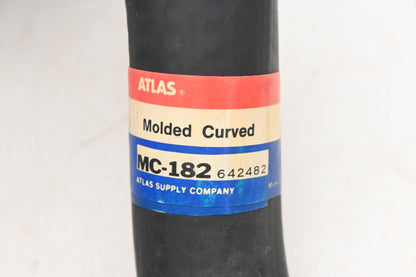 ATLAS®
Molded Curved
MC-182 642482
ATLAS SUPPLY COMPANY